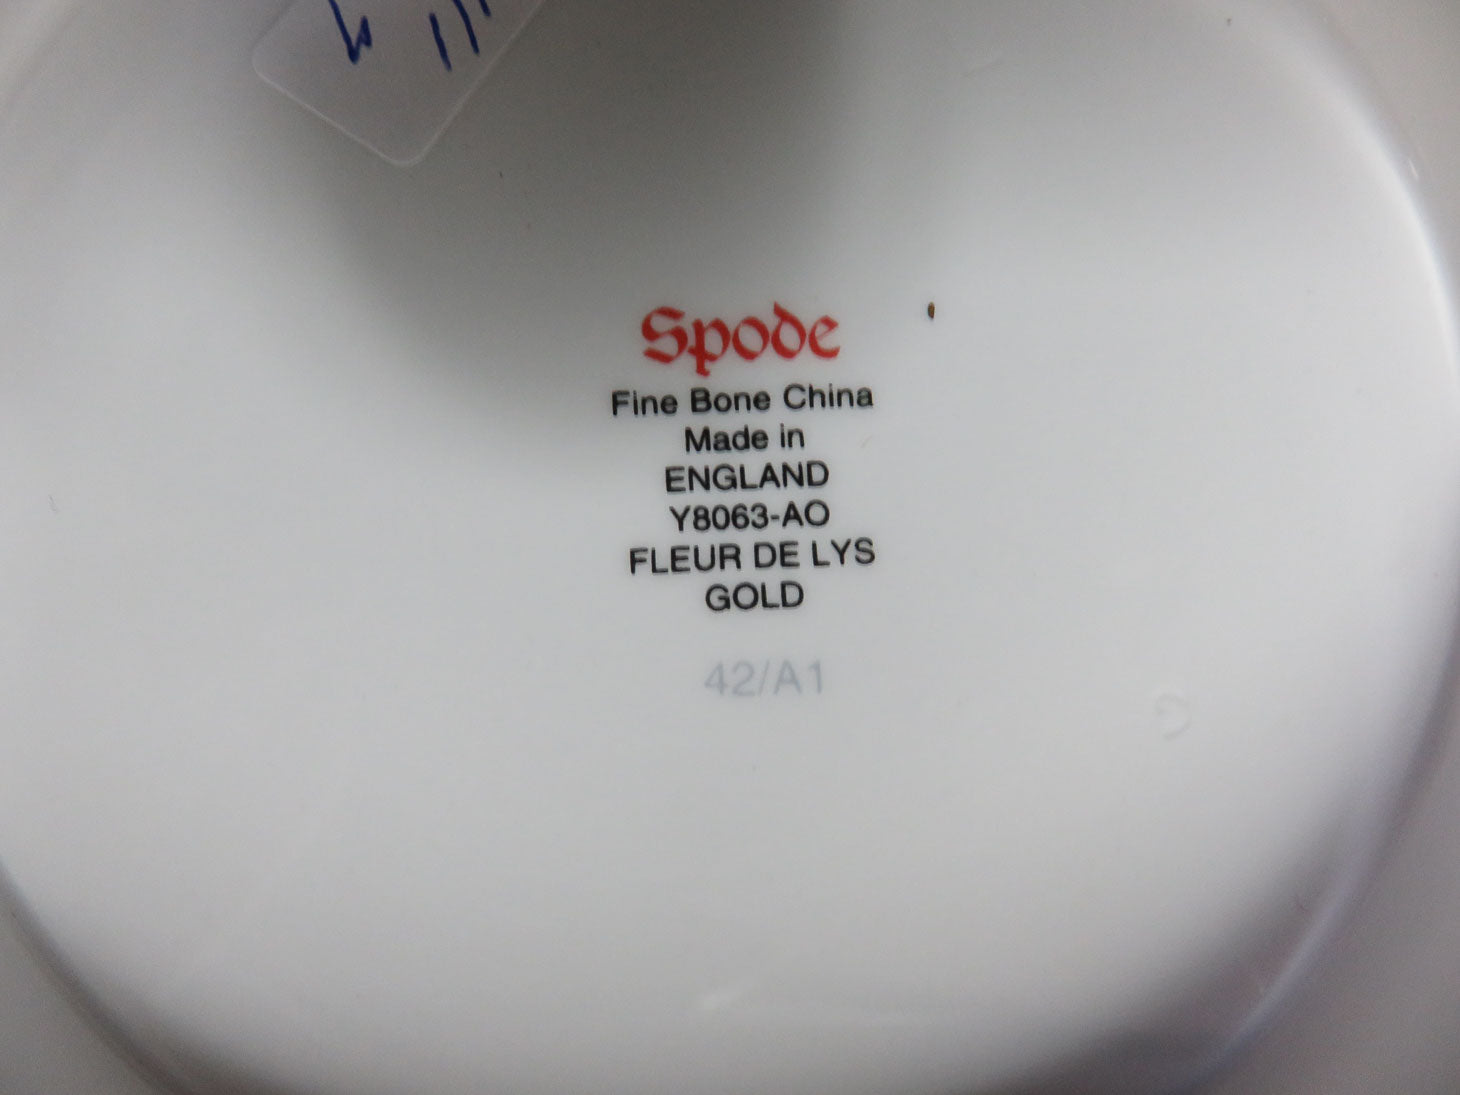 Spode
Fine Bone China
Made in
ENGLAND
Y8063-AO
FLEUR DE LYS
GOLD
42/A1